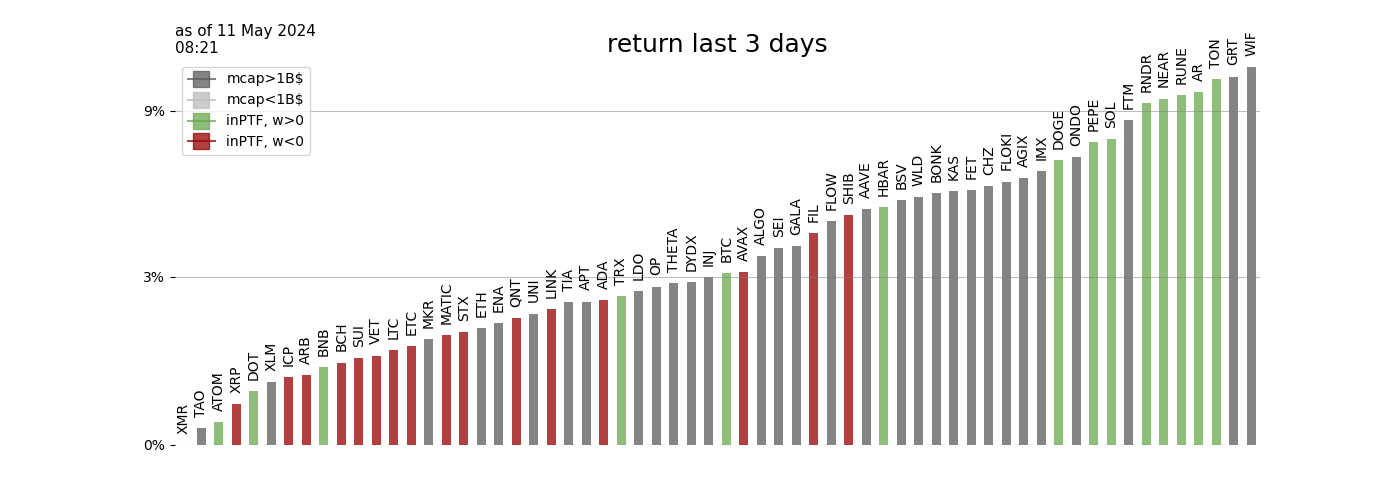 as of 11 May 2024
08:21
return last 3 days
mcap>1B$
mcap<1B$
inPTF, w>0
inPTF, w<0
9%
3%
0%
XMR
TAO
ATOM
XRP
DOT
XLM
ICP
ARB
BNB
BCH
SUI
VET
LTC
ETC
MKR
MATIC
STX
ETH
ENA
QNT
UNI
LINK
TIA
APT
ADA
TRX
LDO
OP
THETA
DYDX
INJ
BTC
AVAX
ALGO
SEI
GALA
FIL
FLOW
SHIB
AAVE
HBAR
BSV
WLD
BONK
KAS
FET
CHZ
FLOKI
AGIX
IMX
DOGE
ONDO
PEPE
SOL
FTM
RNDR
NEAR
RUNE
AR
TON
GRT
WIF